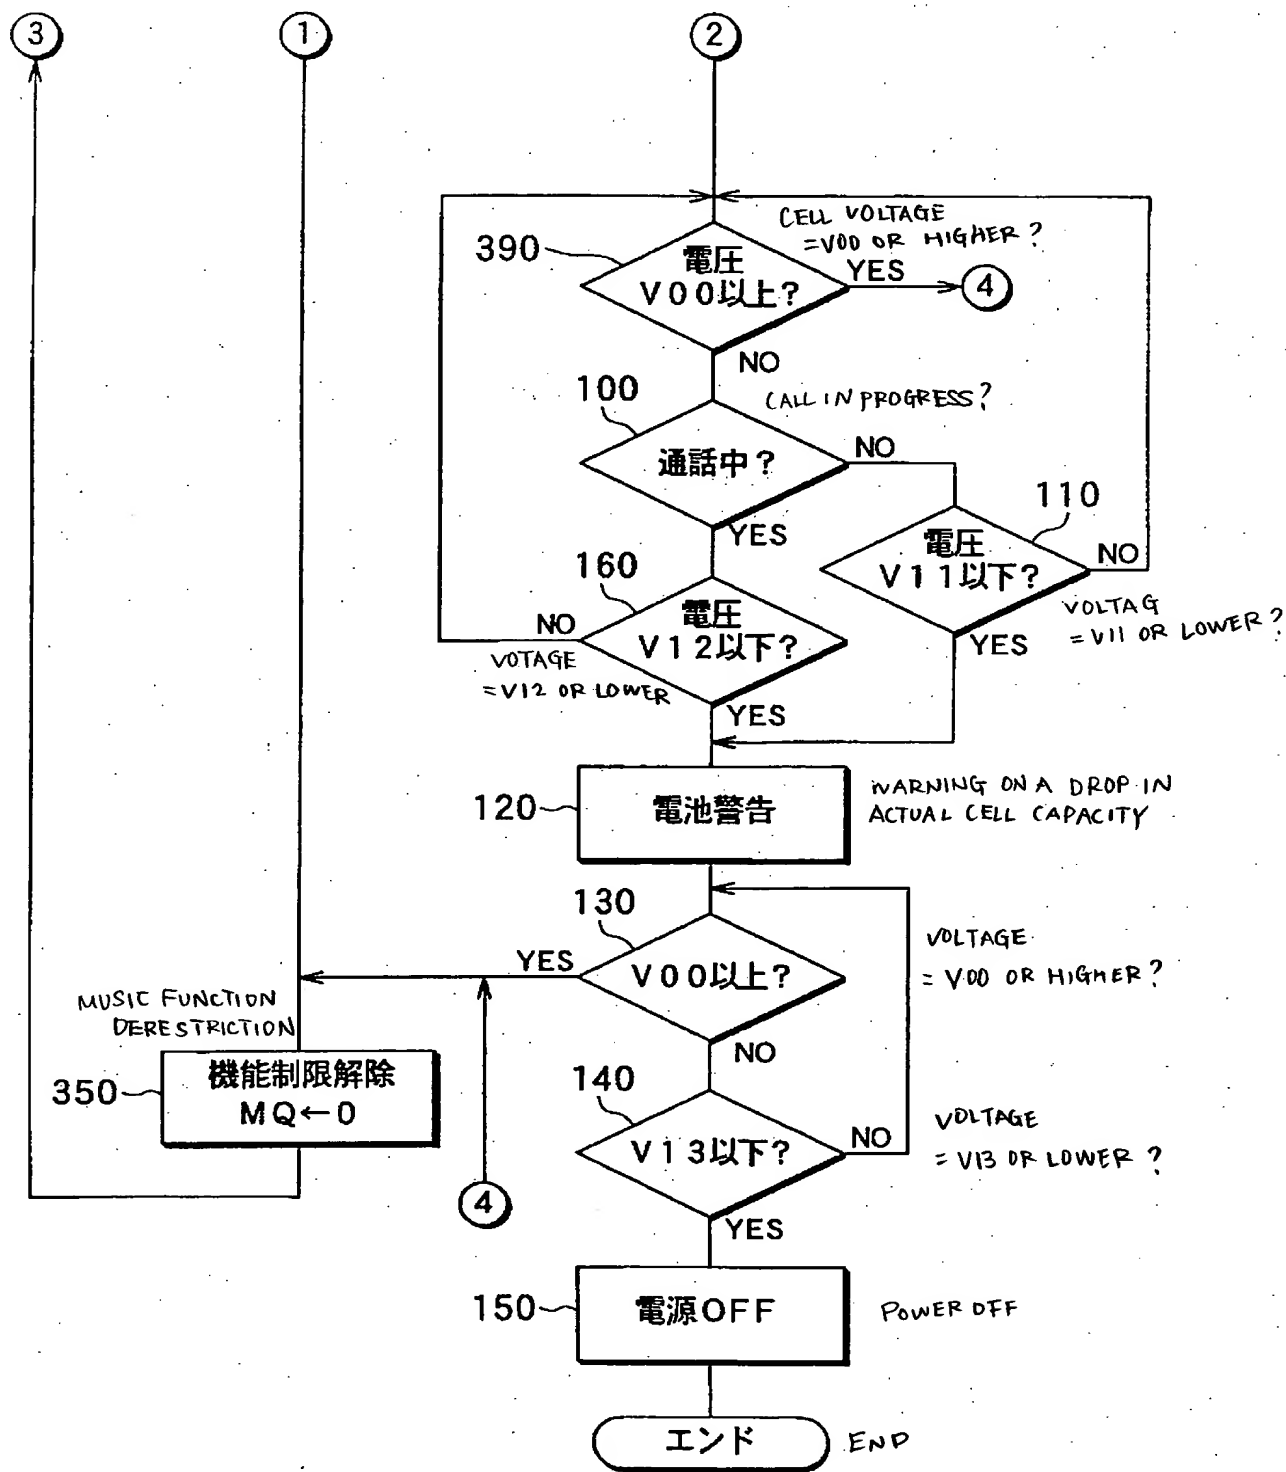 3
1
2
CELL VOLTAGE
=V00 OR HIGHER?
390
電圧
V00以上?
YES
4
NO
100
CALL IN PROGRESS?
通話中?
NO
YES
110
電圧
V11以下?
NO
VOLTAG
=V11 OR LOWER?
YES
160
電圧
V12以下?
NO
VOTAGE
=V12 OR LOWER
YES
120
電池警告
WARNING ON A DROP IN
ACTUAL CELL CAPACITY
130
V00以上?
YES
VOLTAGE
=V00 OR HIGHER?
NO
MUSIC FUNCTION
DERESTRICTION
350
機能制限解除
MQ←0
140
V13以下?
NO
VOLTAGE
=V13 OR LOWER?
4
YES
150
電源OFF
POWER OFF
エンド
END